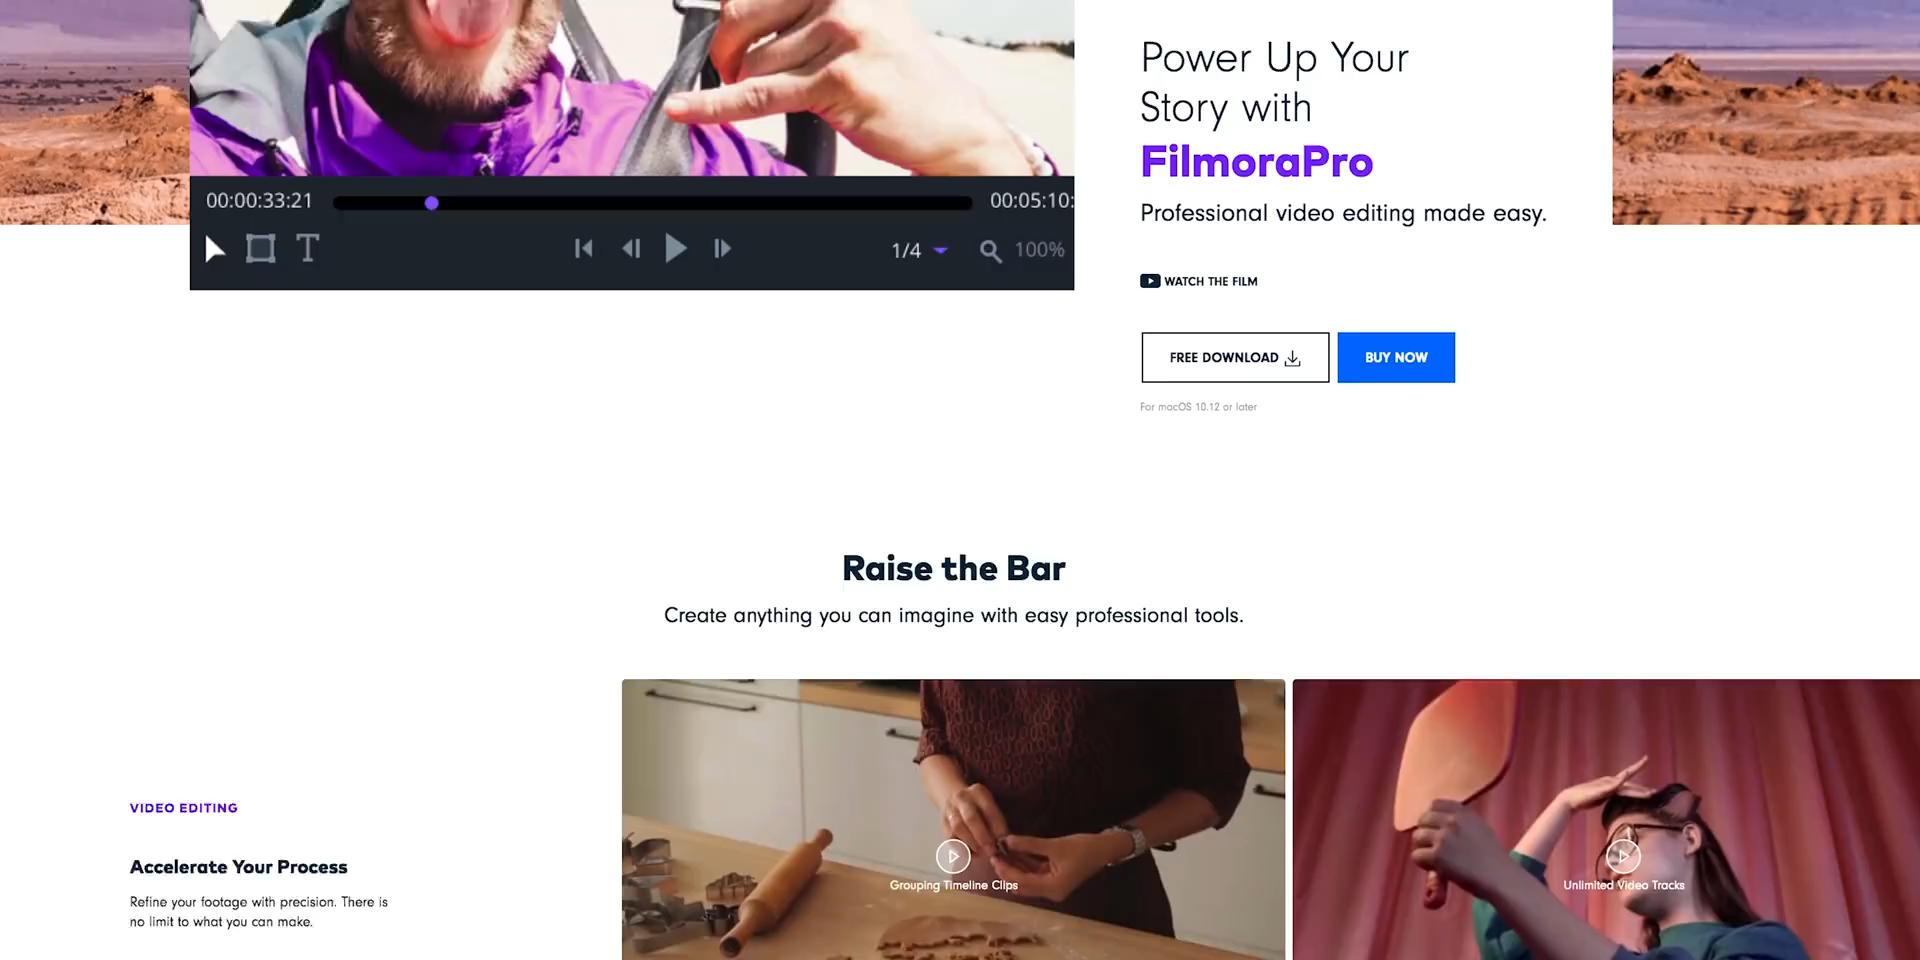 Power Up Your
Story with
FilmoraPro
Professional video editing made easy.
00:00:33:21
00:05:10:
T
1/4
100%
WATCH THE FILM
FREE DOWNLOAD
BUY NOW
For macOS 10.12 or later
Raise the Bar
Create anything you can imagine with easy professional tools.
VIDEO EDITING
Accelerate Your Process
Refine your footage with precision. There is
no limit to what you can make.
Grouping Timeline Clips
Unlimited Video Tracks